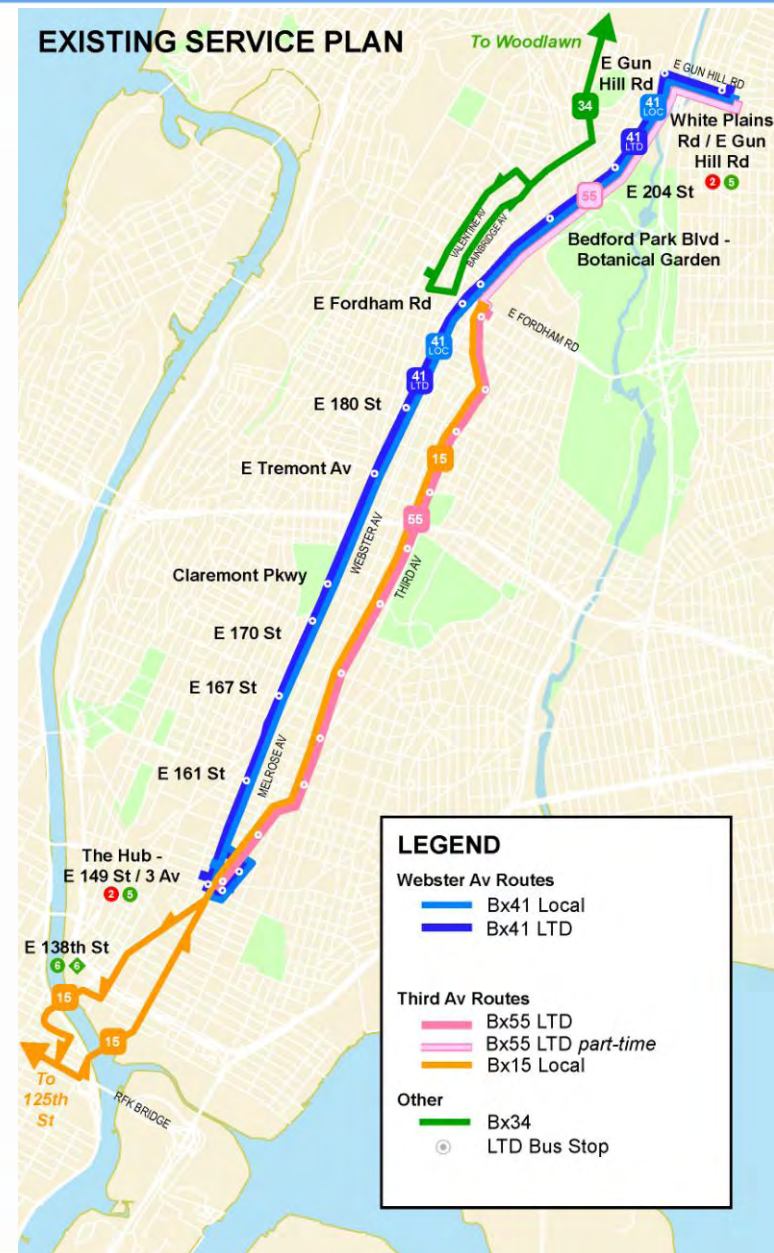 EXISTING SERVICE PLAN
To Woodlawn
E Gun
Hill Rd
E GUN HILL RD
34
41
LOC
White Plains
Rd / E Gun
Hill Rd
2 5
41
LTD
55
E 204 St
VALENTINE AV
BAINBRIDGE AV
Bedford Park Blvd -
Botanical Garden
E Fordham Rd
E FORDHAM RD
41
LOC
41
LTD
E 180 St
15
E Tremont Av
55
WEBSTER AV
Claremont Pkwy
THIRD AV
E 170 St
E 167 St
MELROSE AV
E 161 St
The Hub -
E 149 St / 3 Av
2 5
E 138th St
6 6
15
15
To
125th
St
RFK BRIDGE
LEGEND
Webster Av Routes
Bx41 Local
Bx41 LTD
Third Av Routes
Bx55 LTD
Bx55 LTD part-time
Bx15 Local
Other
Bx34
LTD Bus Stop